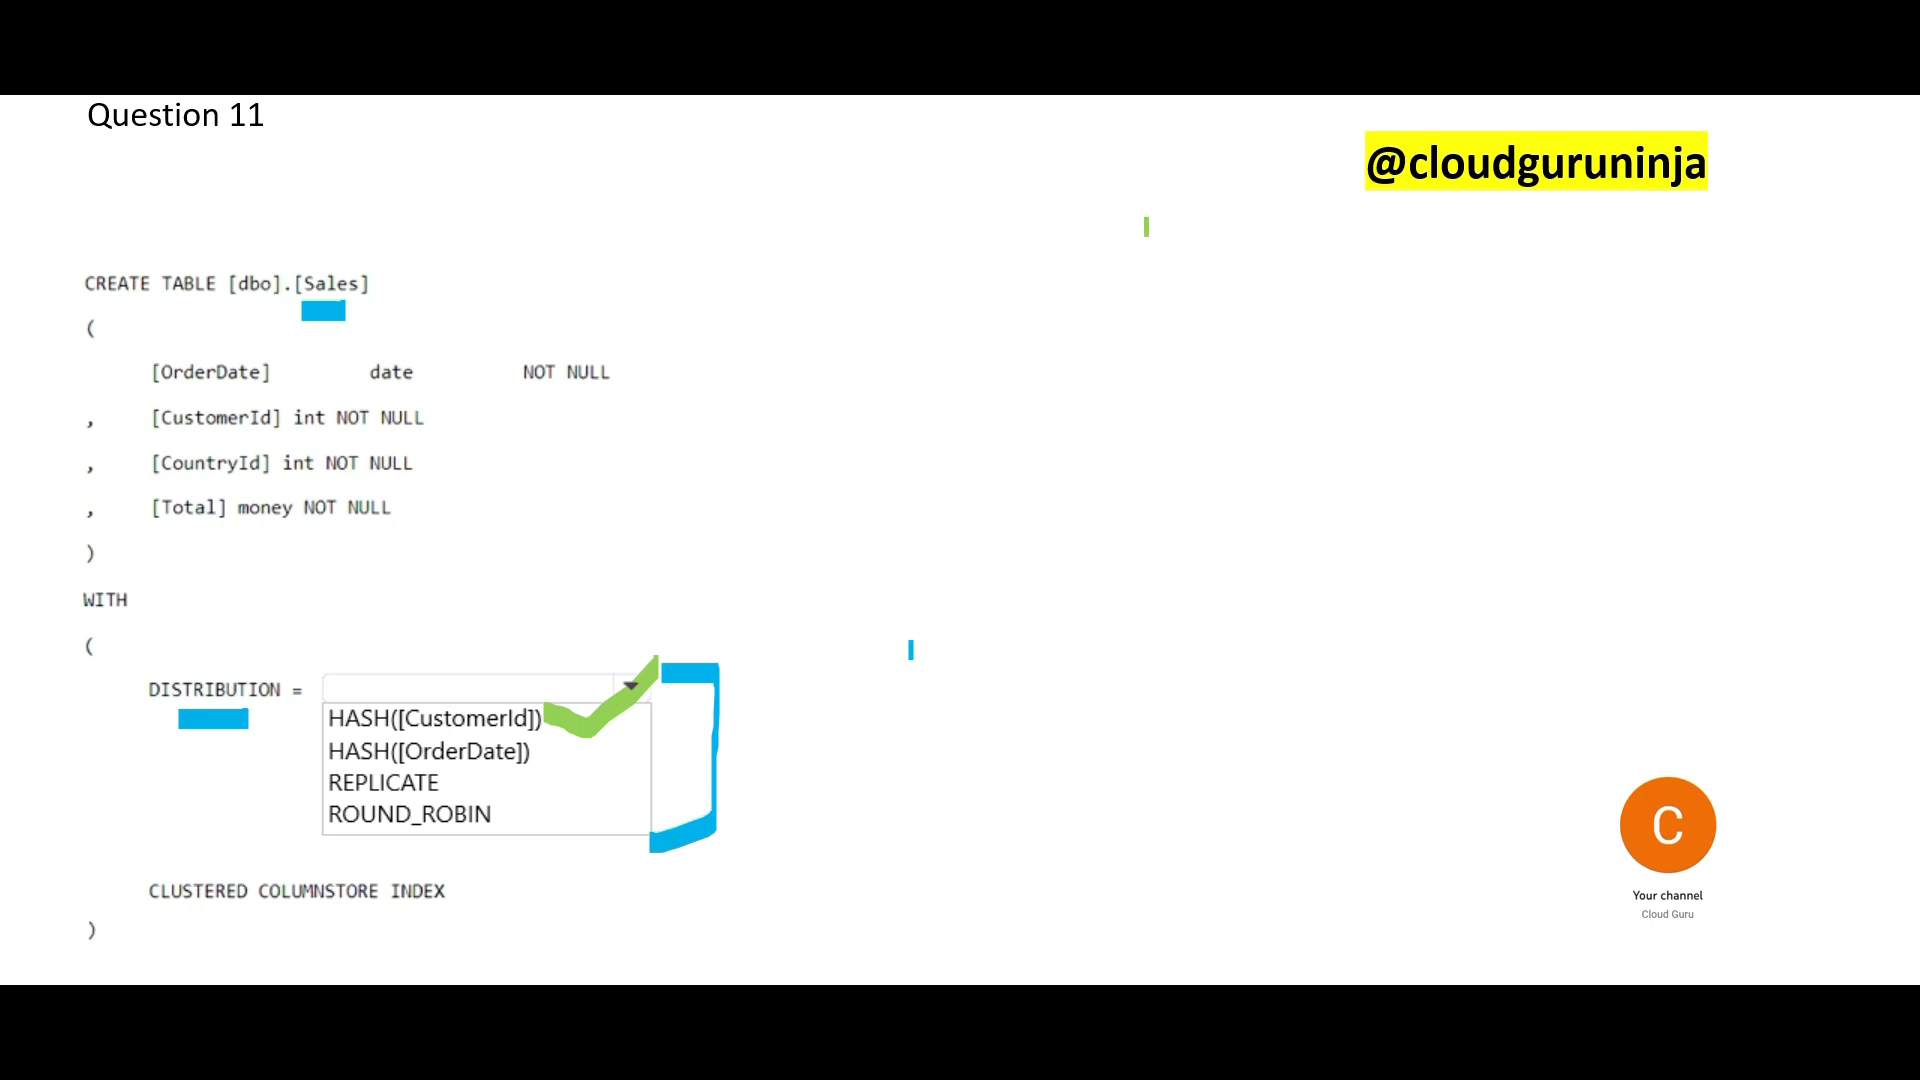 Question 11
@cloudguruninja
CREATE TABLE [dbo].[Sales]
(
[OrderDate] date NOT NULL
, [CustomerId] int NOT NULL
, [CountryId] int NOT NULL
, [Total] money NOT NULL
)
WITH
(
DISTRIBUTION =
HASH([CustomerId])
HASH([OrderDate])
REPLICATE
ROUND_ROBIN
CLUSTERED COLUMNSTORE INDEX
)
C
Your channel
Cloud Guru